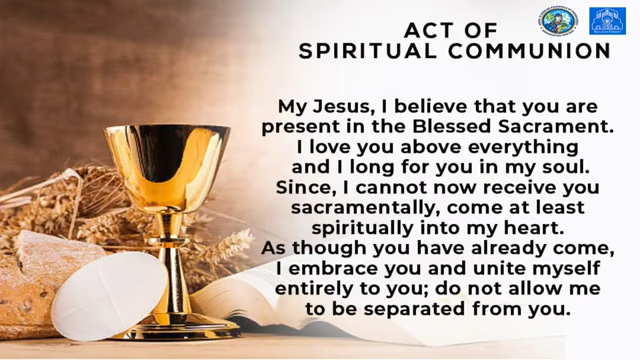 ACT OF
SPIRITUAL COMMUNION
My Jesus, I believe that you are
present in the Blessed Sacrament.
I love you above everything
and I long for you in my soul.
Since, I cannot now receive you
sacramentally, come at least
spiritually into my heart.
As though you have already come,
I embrace you and unite myself
entirely to you; do not allow me
to be separated from you.